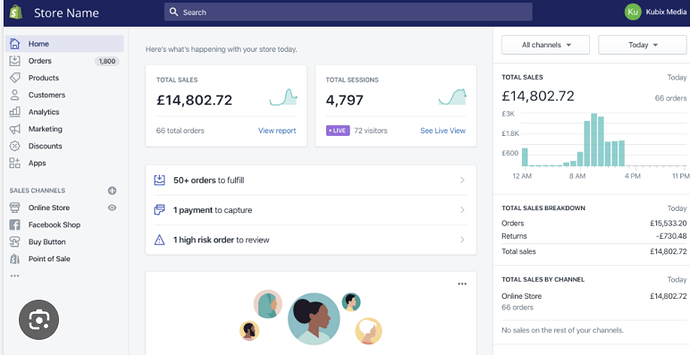 Store Name
Search
Ku Kubix Media
Home
Orders 1,800
Products
Customers
Analytics
Marketing
Discounts
Apps
SALES CHANNELS
Online Store
Facebook Shop
Buy Button
Point of Sale
Here's what's happening with your store today.
TOTAL SALES
£14,802.72
66 total orders View report
TOTAL SESSIONS
4,797
LIVE 72 visitors See Live View
50+ orders to fulfill
1 payment to capture
1 high risk order to review
All channels Today
TOTAL SALES Today
£14,802.72 66 orders
£3K
£1.8K
£600
12 AM 8 AM 4 PM 11 PM
TOTAL SALES BREAKDOWN Today
Orders £15,533.20
Returns -£730.48
Total sales £14,802.72
TOTAL SALES BY CHANNEL Today
Online Store £14,802.72
66 orders
No sales on the rest of your channels.